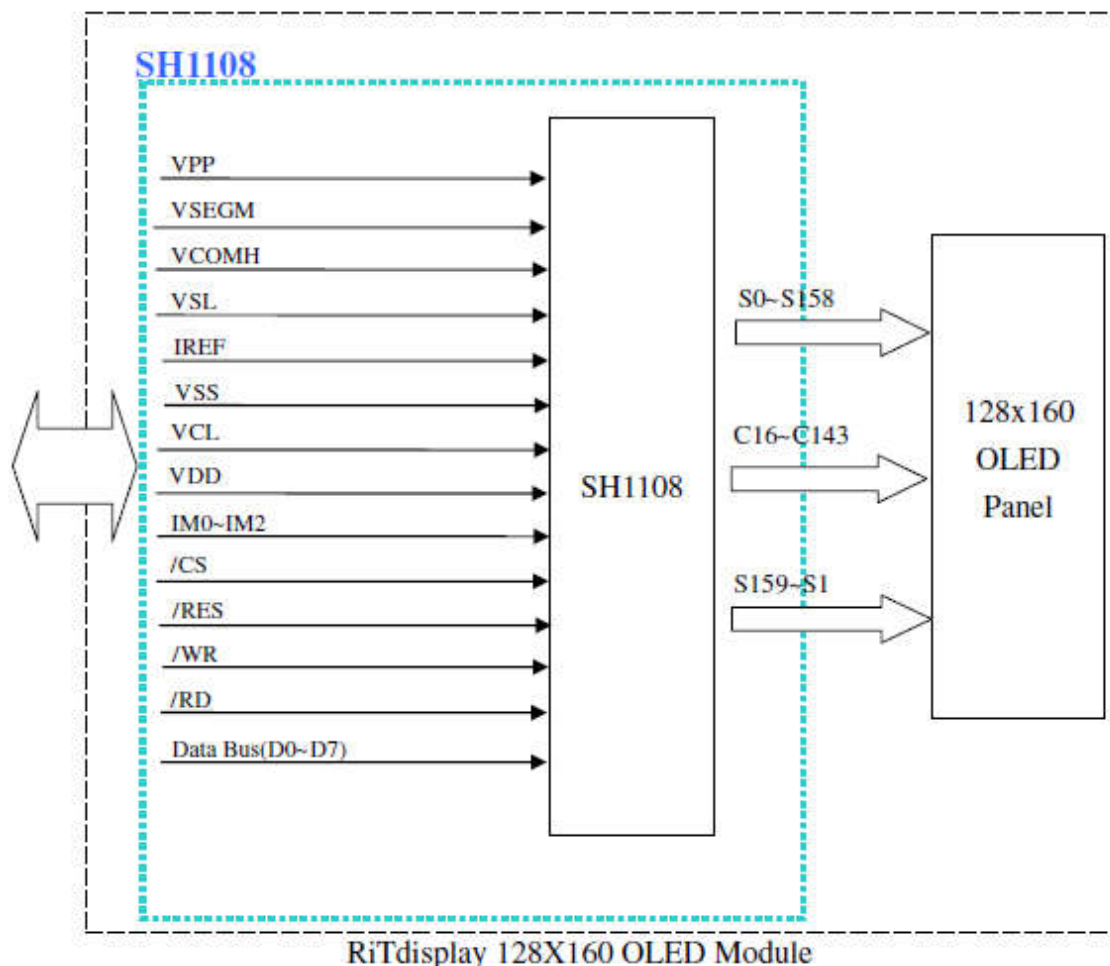 SH1108
VPP
VSEGM
VCOMH
VSL
IREF
VSS
VCL
VDD
IM0~IM2
/CS
/RES
/WR
/RD
Data Bus(D0~D7)
SH1108
S0~S158
C16~C143
S159~S1
128x160
OLED
Panel
RiTdisplay 128X160 OLED Module